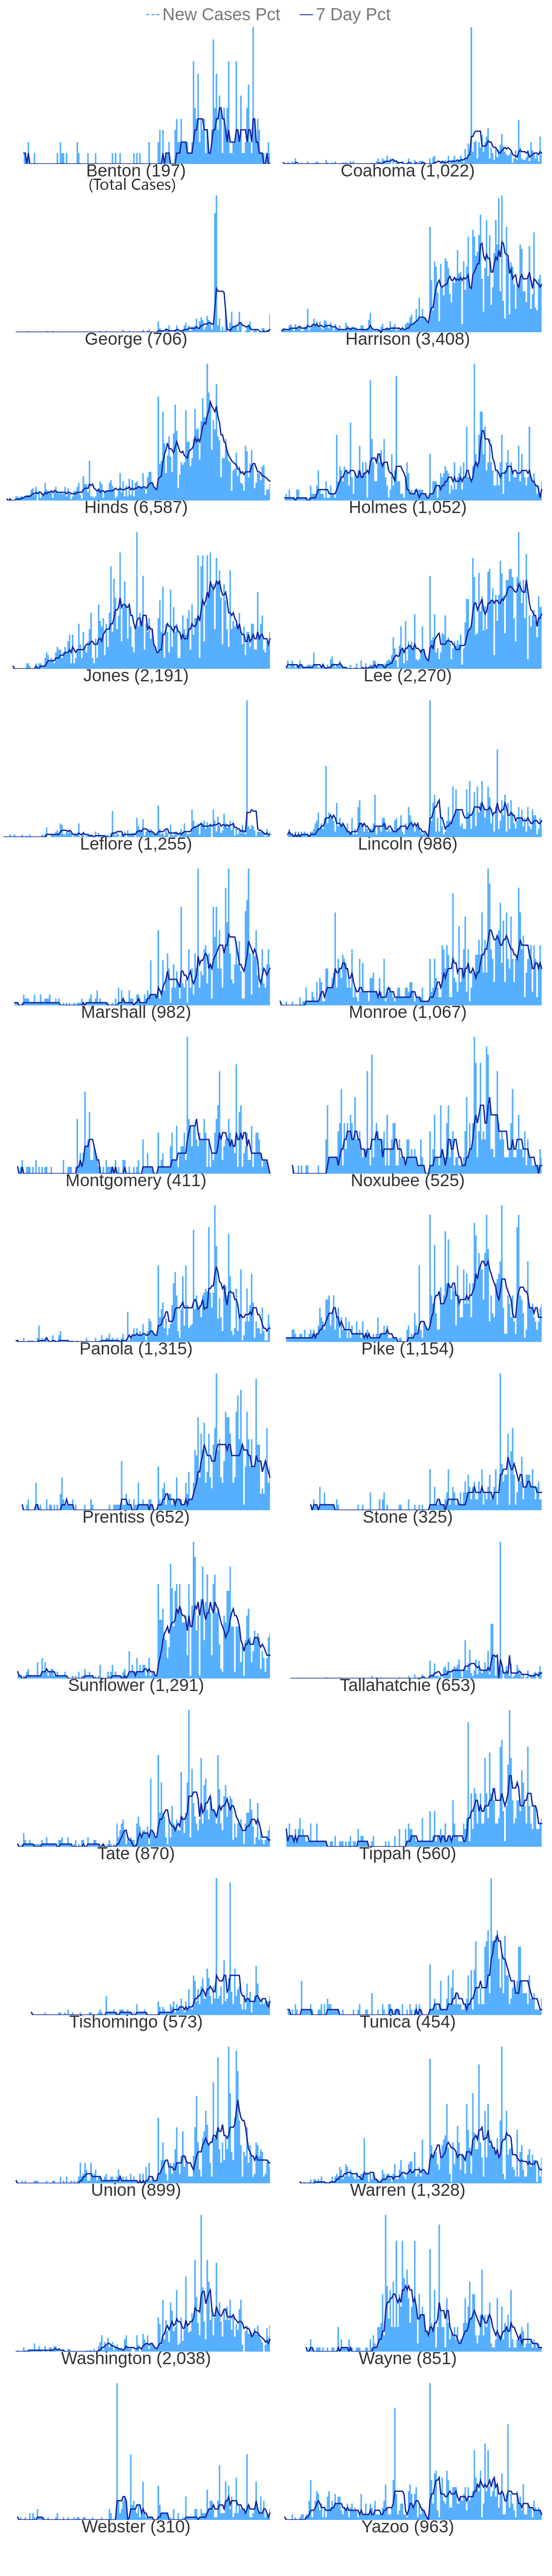 New Cases Pct 7 Day Pct
Benton (197) Coahoma (1,022)
(Total Cases)
George (706) Harrison (3,408)
Hinds (6,587) Holmes (1,052)
Jones (2,191) Lee (2,270)
Leflore (1,255) Lincoln (986)
Marshall (982) Monroe (1,067)
Montgomery (411) Noxubee (525)
Panola (1,315) Pike (1,154)
Prentiss (652) Stone (325)
Sunflower (1,291) Tallahatchie (653)
Tate (870) Tippah (560)
Tishomingo (573) Tunica (454)
Union (899) Warren (1,328)
Washington (2,038) Wayne (851)
Webster (310) Yazoo (963)